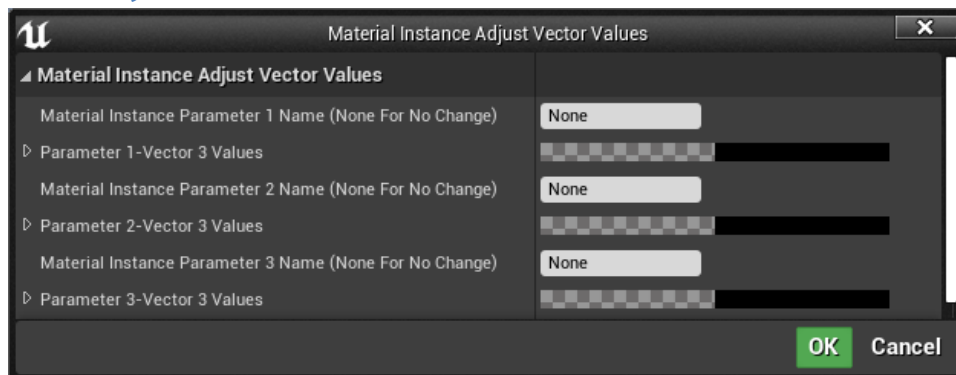 Material Instance Adjust Vector Values
Material Instance Adjust Vector Values
Material Instance Parameter 1 Name (None For No Change) None
Parameter 1-Vector 3 Values
Material Instance Parameter 2 Name (None For No Change) None
Parameter 2-Vector 3 Values
Material Instance Parameter 3 Name (None For No Change) None
Parameter 3-Vector 3 Values
OK Cancel